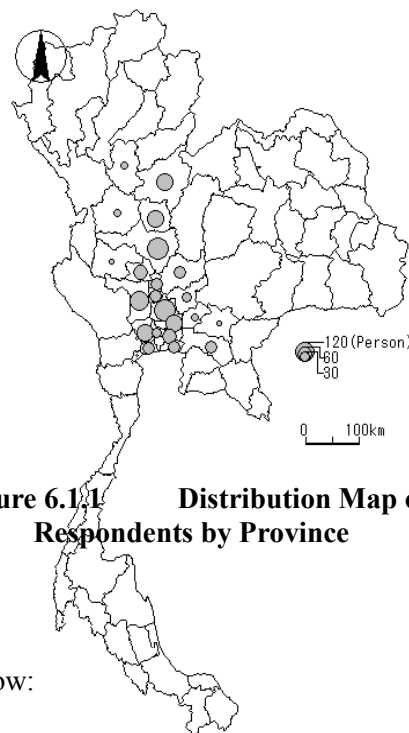 120(Person)
60
30
0 100km
ure 6.1.1 Distribution Map o
Respondents by Province
ow: